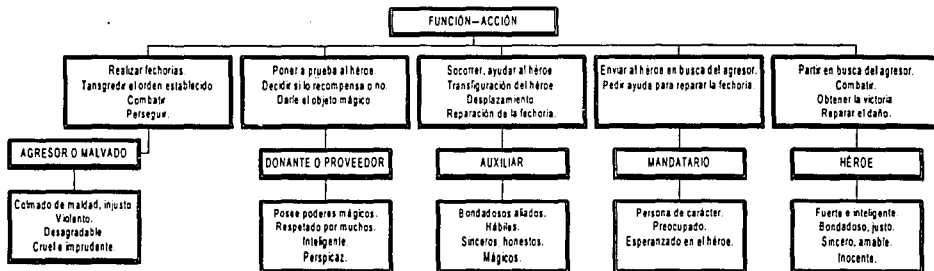 FUNCIÓN—ACCIÓN
Realizar fechorias.
Transgredir el orden establecido
Combatir
Perseguir.
Poner a prueba al héroe.
Decidir si lo recompensa o no.
Darle el objeto mágico
Socorrer, ayudar al héroe
Transfiguración del héroe
Desplazamiento
Reparación de la fechoria.
Enviar al héroe en busca del agresor.
Pedir ayuda para reparar la fechoria.
Partir en busca del agresor.
Combatir.
Obtener la victoria
Reparar el daño.
AGRESOR O MALVADO
DONANTE O PROVEEDOR
AUXILIAR
MANDATARIO
HÉROE
Colmado de maldad, injusto
Violento.
Desagradable
Cruel e imprudente.
Posee poderes mágicos.
Respetado por muchos.
Inteligente.
Perspicaz.
Bondadosos aliados.
Hábiles.
Sinceros, honestos.
Mágicos.
Persona de carácter.
Preocupado.
Esperanzado en el héroe.
Fuerte e inteligente.
Bondadoso, justo.
Sincero, amable.
Inocente.